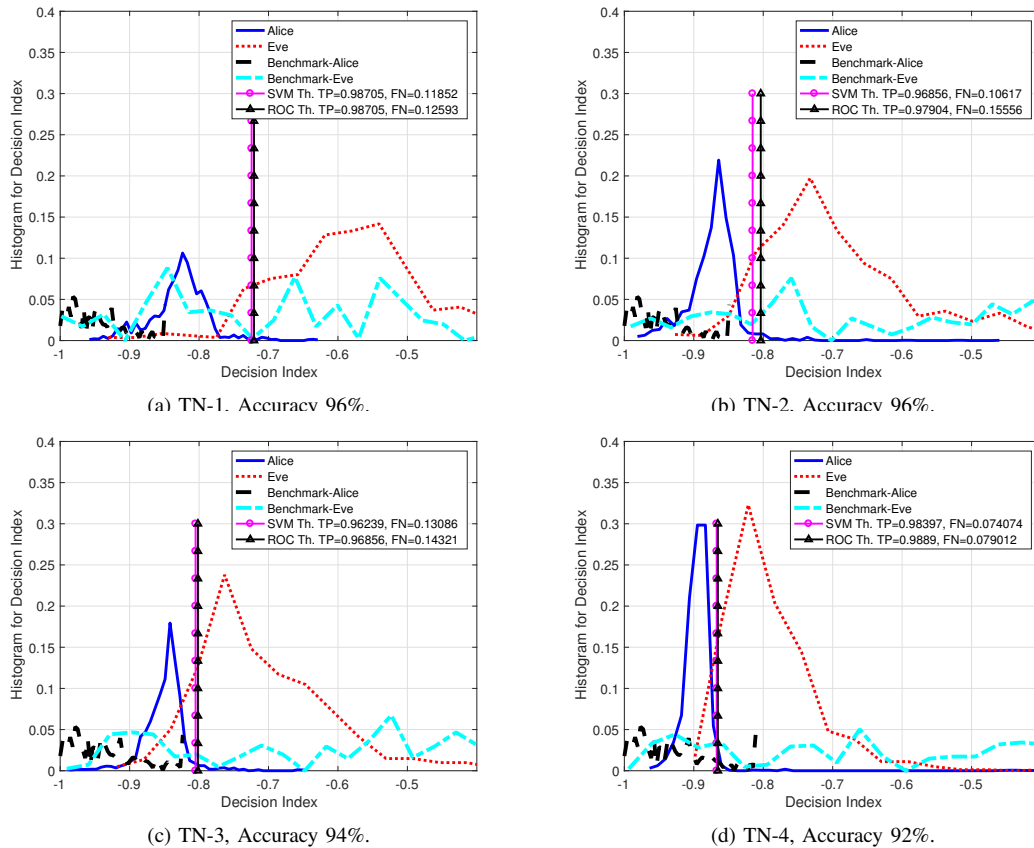 0.4
0.35
0.3
0.25
0.2
0.15
0.1
0.05
0
Histogram for Decision Index
Alice
Eve
Benchmark-Alice
Benchmark-Eve
SVM Th. TP=0.98705, FN=0.11852
ROC Th. TP=0.98705, FN=0.12593
-1 -0.9 -0.8 -0.7 -0.6 -0.5
Decision Index
(a) TN-1, Accuracy 96%.
0.4
0.35
0.3
0.25
0.2
0.15
0.1
0.05
0
Histogram for Decision Index
Alice
Eve
Benchmark-Alice
Benchmark-Eve
SVM Th. TP=0.96856, FN=0.10617
ROC Th. TP=0.97904, FN=0.15556
-1 -0.9 -0.8 -0.7 -0.6 -0.5
Decision Index
(b) TN-2, Accuracy 96%.
0.4
0.35
0.3
0.25
0.2
0.15
0.1
0.05
0
Histogram for Decision Index
Alice
Eve
Benchmark-Alice
Benchmark-Eve
SVM Th. TP=0.96239, FN=0.13086
ROC Th. TP=0.96856, FN=0.14321
-1 -0.9 -0.8 -0.7 -0.6 -0.5
Decision Index
(c) TN-3, Accuracy 94%.
0.4
0.35
0.3
0.25
0.2
0.15
0.1
0.05
0
Histogram for Decision Index
Alice
Eve
Benchmark-Alice
Benchmark-Eve
SVM Th. TP=0.98397, FN=0.074074
ROC Th. TP=0.9889, FN=0.079012
-1 -0.9 -0.8 -0.7 -0.6 -0.5
Decision Index
(d) TN-4, Accuracy 92%.